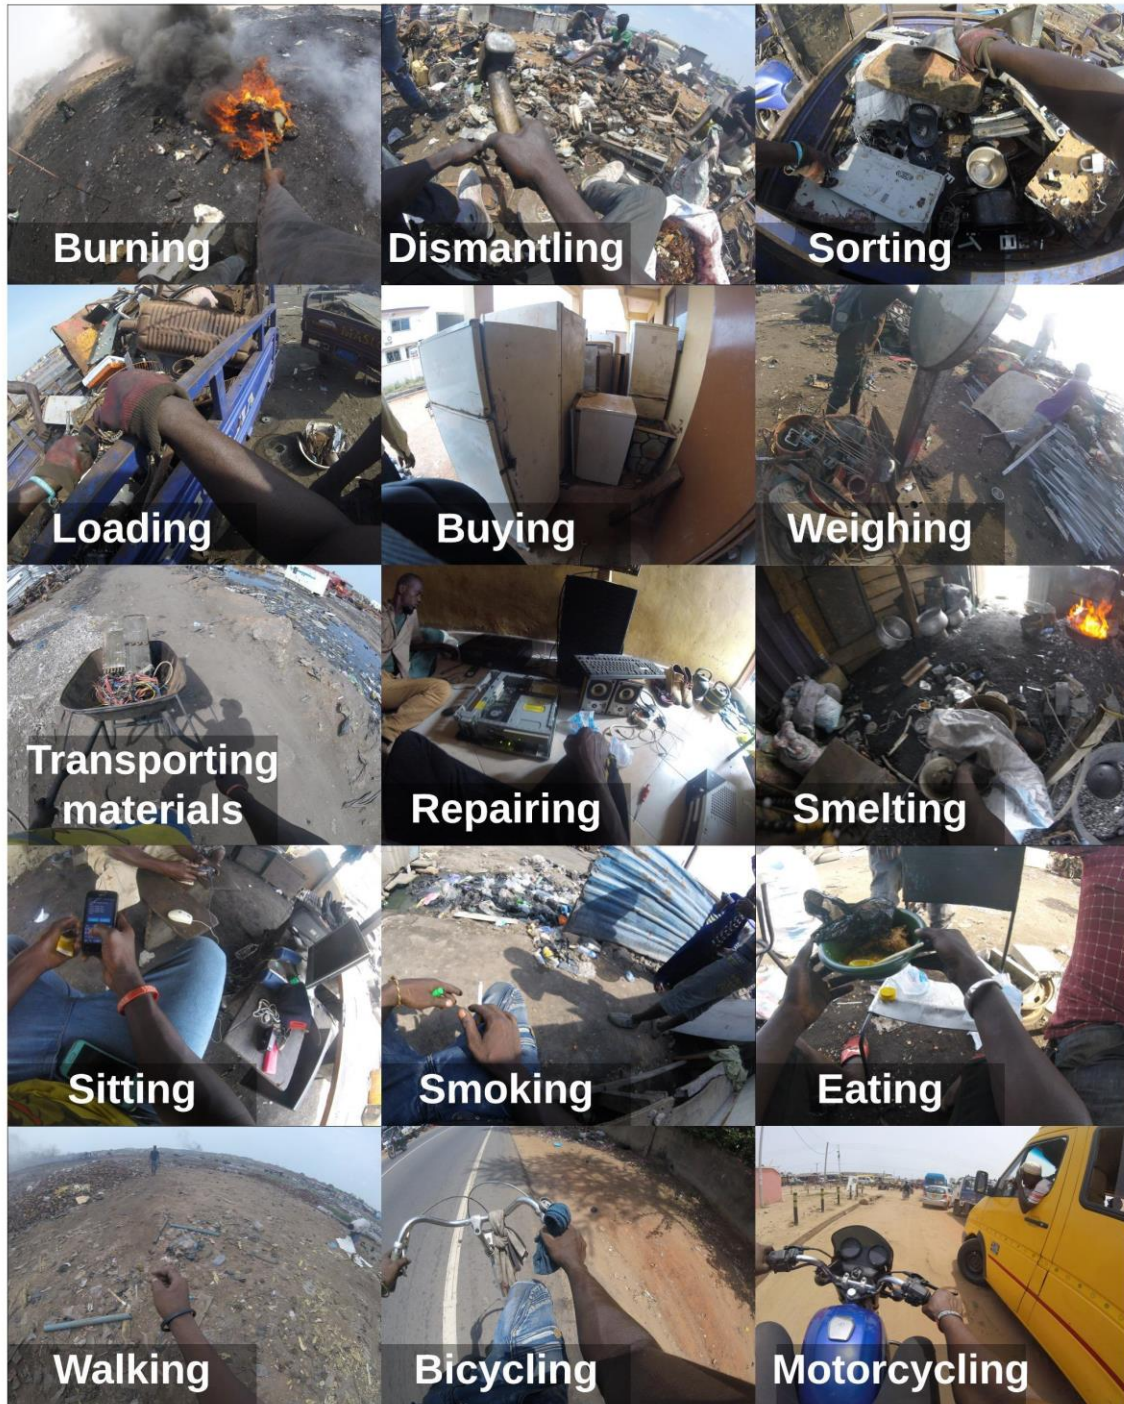 Burning
Dismantling
Sorting
Loading
Buying
Weighing
Transporting
materials
Repairing
Smelting
Sitting
Smoking
Eating
Walking
Bicycling
Motorcycling